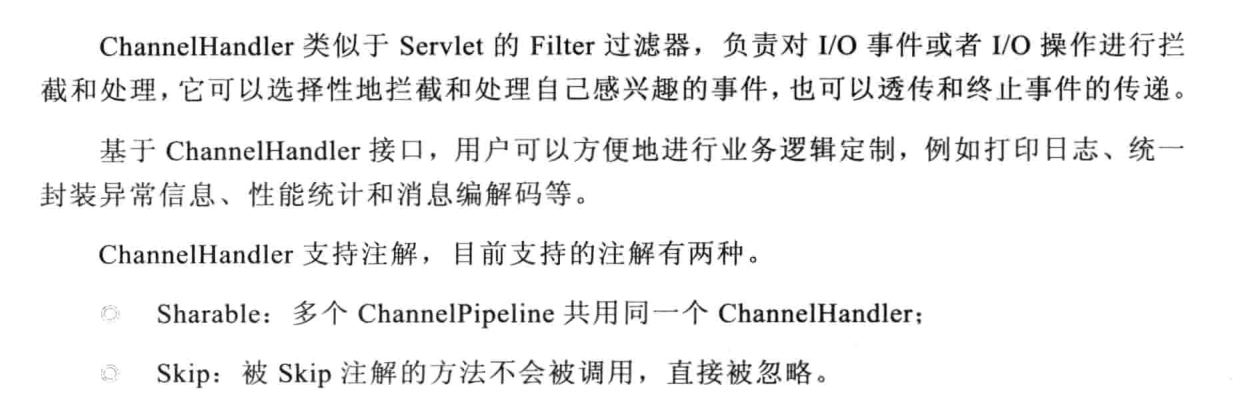 ChannelHandler 类似于 Servlet 的 Filter 过滤器，负责对 I/O 事件或者 I/O 操作进行拦
截和处理，它可以选择性地拦截和处理自己感兴趣的事件，也可以透传和终止事件的传递。
基于 ChannelHandler 接口，用户可以方便地进行业务逻辑定制，例如打印日志、统一
封装异常信息、性能统计和消息编解码等。
ChannelHandler 支持注解，目前支持的注解有两种。
Sharable：多个 ChannelPipeline 共用同一个 ChannelHandler；
Skip：被 Skip 注解的方法不会被调用，直接被忽略。